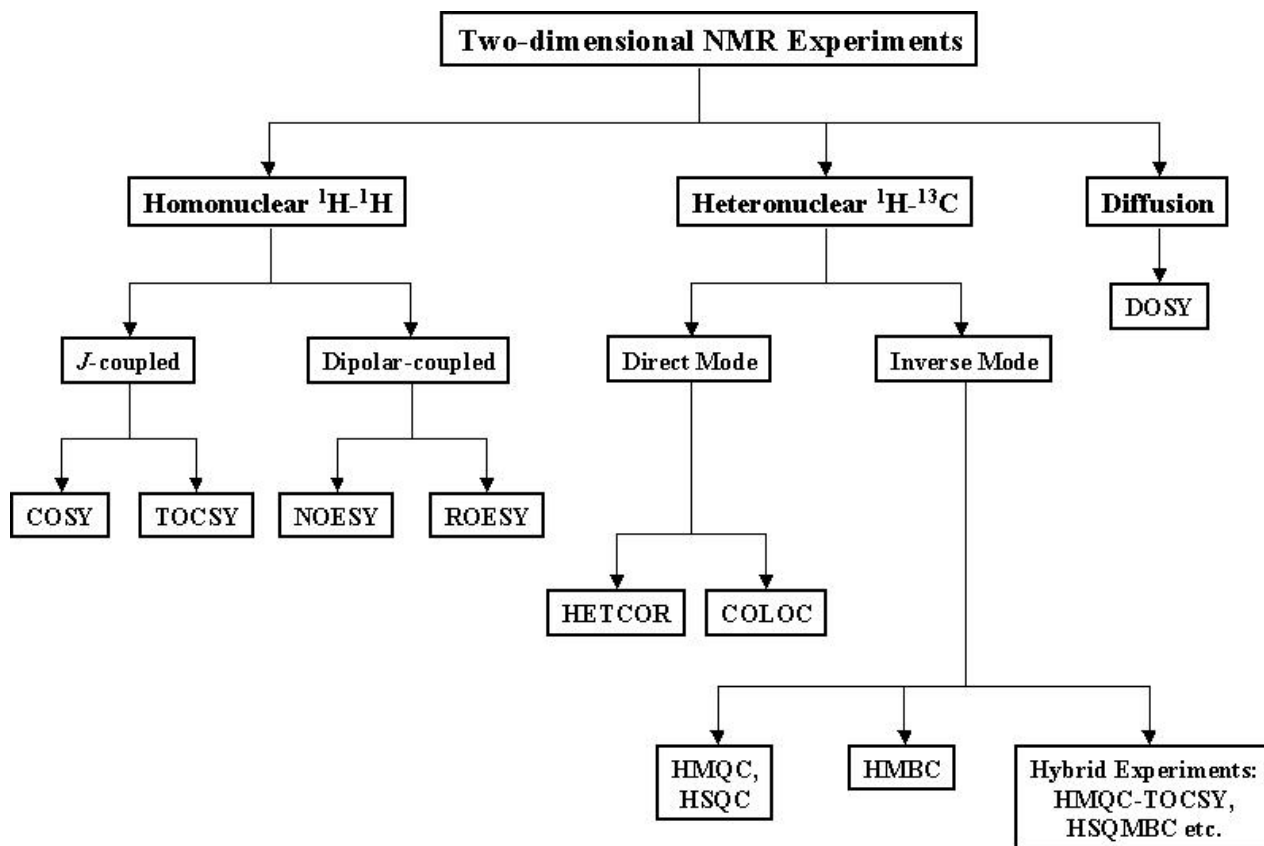 Two-dimensional NMR Experiments
Homonuclear ¹H-¹H
Heteronuclear ¹H-¹³C
Diffusion
J-coupled
Dipolar-coupled
Direct Mode
Inverse Mode
DOSY
COSY
TOCSY
NOESY
ROESY
HETCOR
COLOC
HMQC,
HSQC
HMBC
Hybrid Experiments:
HMQC-TOCSY,
HSQMBC etc.